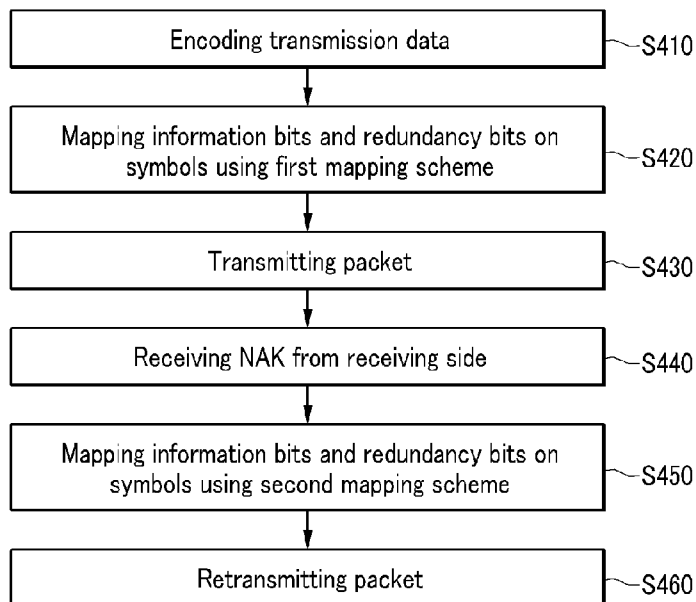 Encoding transmission data
S410
Mapping information bits and redundancy bits on
symbols using first mapping scheme
S420
Transmitting packet
S430
Receiving NAK from receiving side
S440
Mapping information bits and redundancy bits on
symbols using second mapping scheme
S450
Retransmitting packet
S460